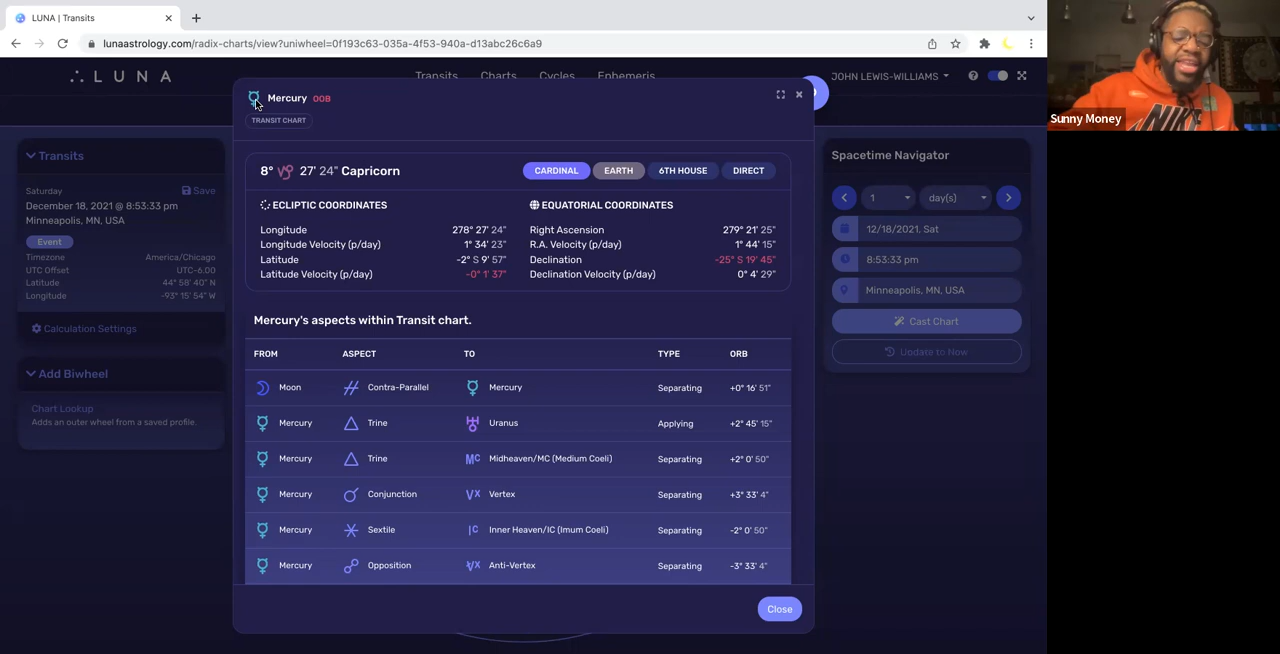 LUNA | Transits
lunaastrology.com/radix-charts/view?uniwheel=0f193c63-035a-4f53-940a-d13abc26c6a9
LUNA
Transits Charts Cycles Ephemeris
JOHN LEWIS-WILLIAMS
Sunny Money
Mercury OOB
TRANSIT CHART
Transits
Saturday
Save
December 18, 2021 @ 8:53:33 pm
Minneapolis, MN, USA
Event
Timezone America/Chicago
UTC Offset UTC-6.00
Latitude 44° 58' 40" N
Longitude -93° 15' 54" W
Calculation Settings
Add Biwheel
Chart Lookup
Adds an outer wheel from a saved profile.
8° 27' 24" Capricorn
CARDINAL EARTH 6TH HOUSE DIRECT
ECLIPTIC COORDINATES
Longitude 278° 27' 24"
Longitude Velocity (p/day) 1° 34' 23"
Latitude -2° S 9' 57"
Latitude Velocity (p/day) -0° 1' 37"
EQUATORIAL COORDINATES
Right Ascension 279° 21' 25"
R.A. Velocity (p/day) 1° 44' 15"
Declination -25° S 19' 45"
Declination Velocity (p/day) 0° 4' 29"
Mercury's aspects within Transit chart.
FROM ASPECT TO TYPE ORB
Moon Contra-Parallel Mercury Separating +0° 16' 51"
Mercury Trine Uranus Applying +2° 45' 15"
Mercury Trine MC Midheaven/MC (Medium Coeli) Separating +2° 0' 50"
Mercury Conjunction VX Vertex Separating +3° 33' 4"
Mercury Sextile IC Inner Heaven/IC (Imum Coeli) Separating -2° 0' 50"
Mercury Opposition Anti-Vertex Separating -3° 33' 4"
Close
Spacetime Navigator
1 day(s)
12/18/2021, Sat
8:53:33 pm
Minneapolis, MN, USA
Cast Chart
Update to Now